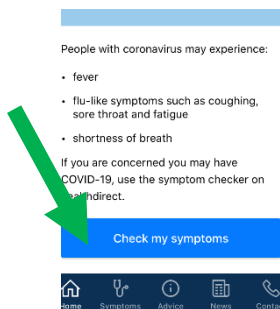 People with coronavirus may experience:
• fever
• flu-like symptoms such as coughing,
sore throat and fatigue
• shortness of breath
If you are concerned you may have
COVID-19, use the symptom checker on
Check my symptoms
Home Symptoms Advice News